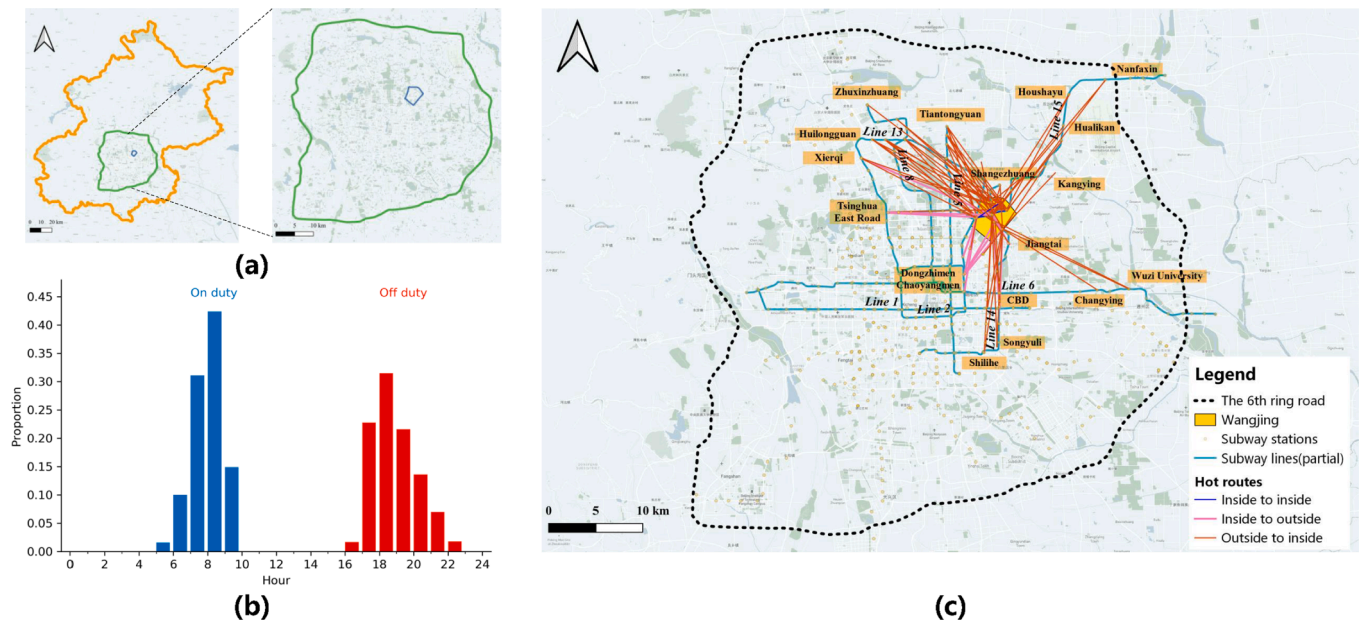 0 10 20 km
0 5 10 km
(a)
On duty
Off duty
0.45
0.40
0.35
0.30
0.25
0.20
0.15
0.10
0.05
0.00
Proportion
0 2 4 6 8 10 12 14 16 18 20 22 24
Hour
(b)
Nanfaxin
Zhuxinzhuang
Houshayu
Tiantongyuan
Line 15
Huilongguan
Line 13
Hualikan
Xierqi
Line 8
Line 5
Shangezhuang
Kangying
Tsinghua
East Road
Jiangtai
Dongzhimen
Wuzi University
Chaoyangmen
Line 6
Line 1
Line 2
CBD
Changying
Line 14
Songyuli
Shilihe
0 5 10 km
Legend
The 6th ring road
Wangjing
Subway stations
Subway lines(partial)
Hot routes
Inside to inside
Inside to outside
Outside to inside
(c)